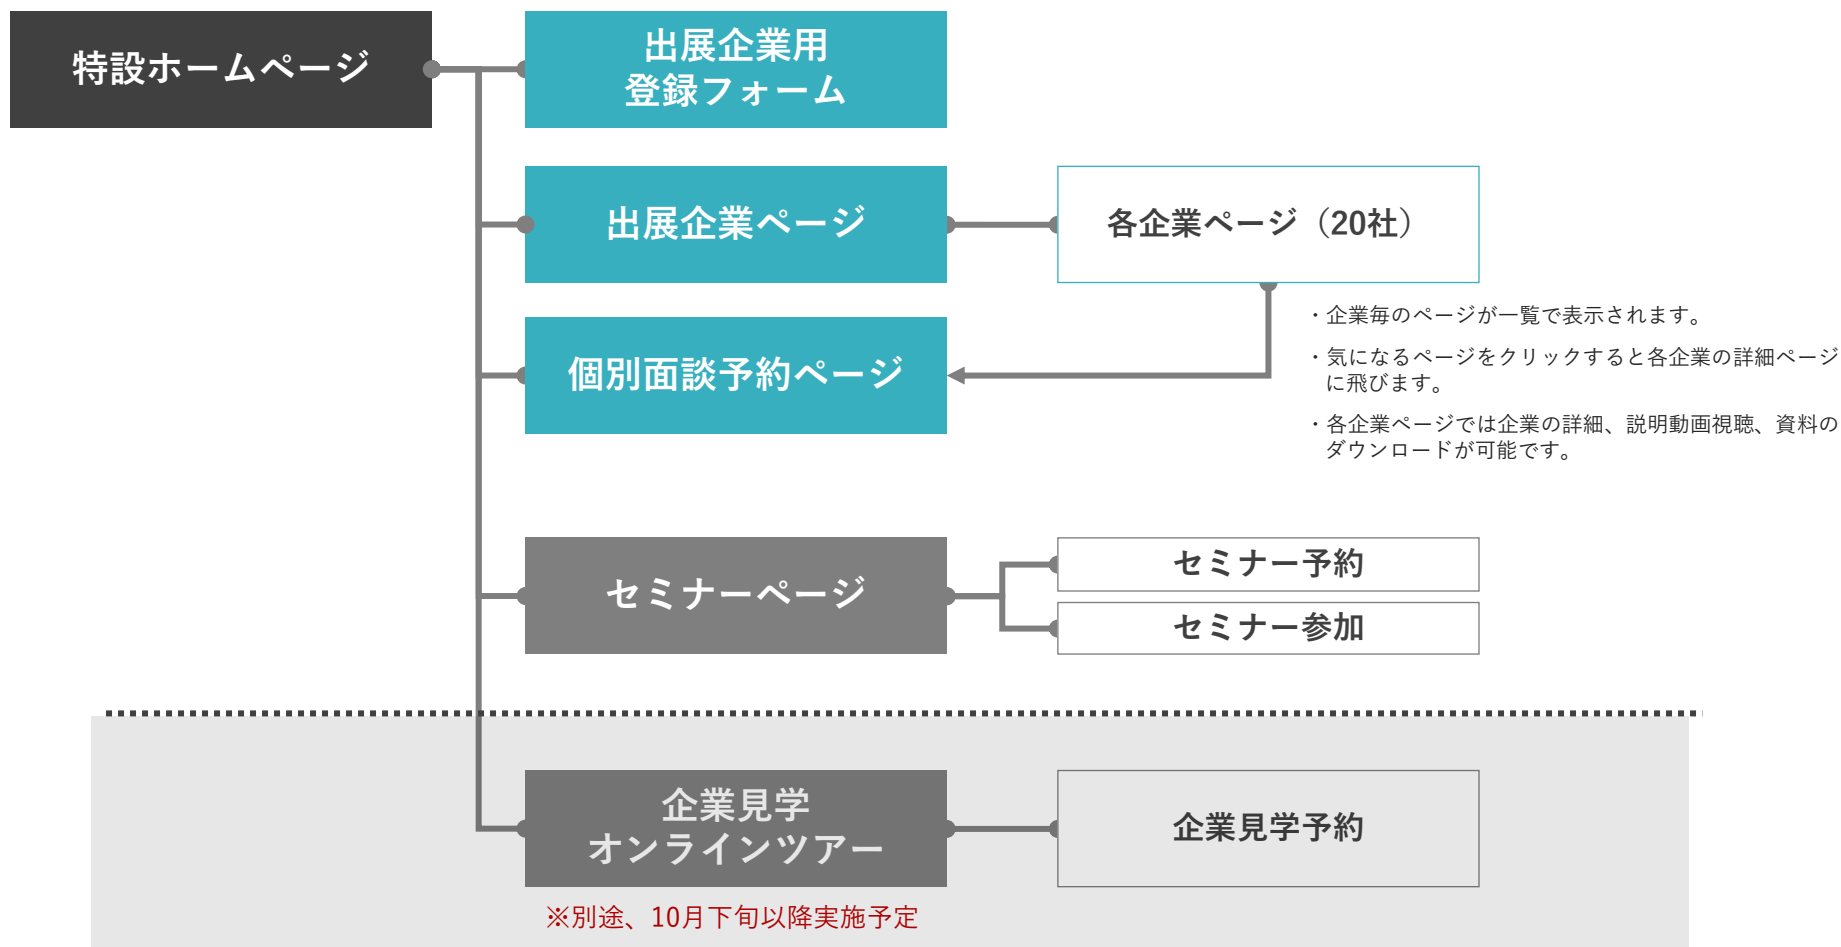 特設ホームページ
出展企業用
登録フォーム
出展企業ページ
各企業ページ（20社）
個別面談予約ページ
・企業毎のページが一覧で表示されます。
・気になるページをクリックすると各企業の詳細ページ
に飛びます。
・各企業ページでは企業の詳細、説明動画視聴、資料の
ダウンロードが可能です。
セミナーページ
セミナー予約
セミナー参加
企業見学
オンラインツアー
企業見学予約
※別途、10月下旬以降実施予定